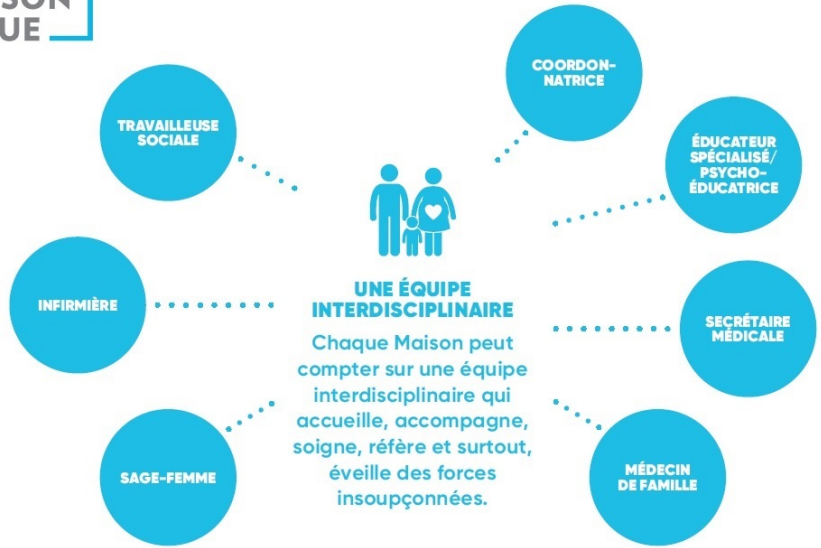 UE
COORDON-
NATRICE
TRAVAILLEUSE
SOCIALE
ÉDUCATEUR
SPÉCIALISÉ/
PSYCHO-
ÉDUCATRICE
INFIRMIÈRE
UNE ÉQUIPE
INTERDISCIPLINAIRE
Chaque Maison peut
compter sur une équipe
interdisciplinaire qui
accueille, accompagne,
soigne, réfère et surtout,
éveille des forces
insoupçonnées.
SECRÉTAIRE
MÉDICALE
SAGE-FEMME
MÉDECIN
DE FAMILLE